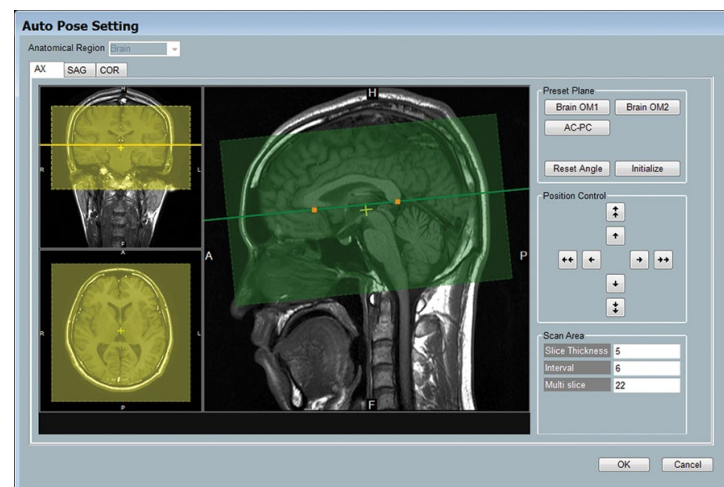 Auto Pose Setting
Anatomical Region Brain
AX SAG COR
H
R L
F
A
R L
P
H
A P
F
Preset Plane
Brain OM1 Brain OM2
AC-PC
Reset Angle Initialize
Position Control
Scan Area
Slice Thickness 5
Interval 6
Multi slice 22
OK Cancel